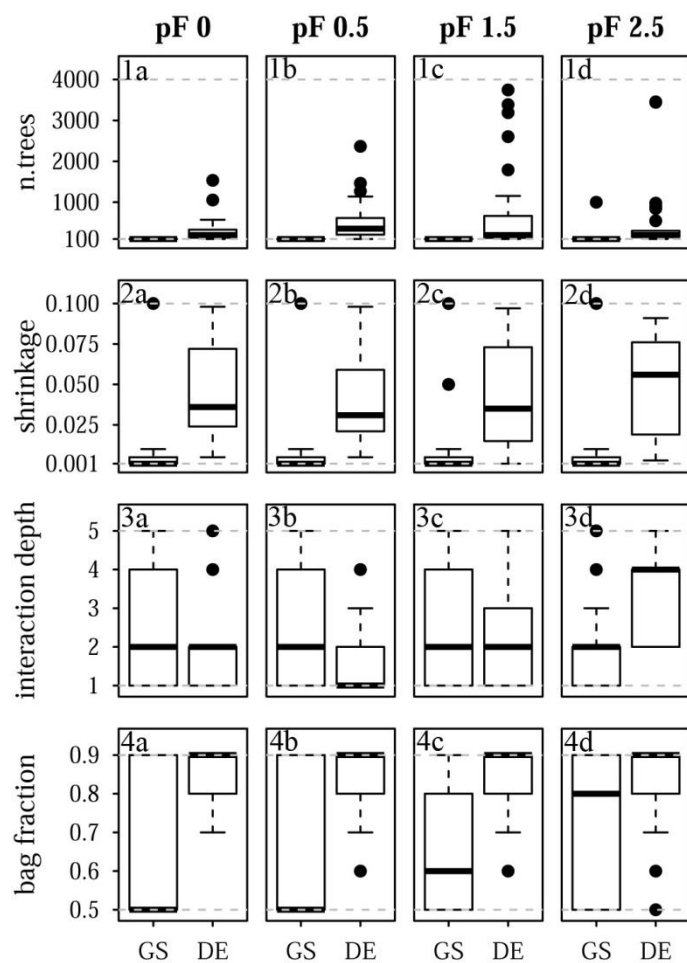 pF 0 pF 0.5 pF 1.5 pF 2.5
1a 1b 1c 1d
4000
3000
n.trees
1000
100
2a 2b 2c 2d
0.100
0.075
shrinkage
0.050
0.025
0.001
3a 3b 3c 3d
5
4
interaction depth
3
2
1
4a 4b 4c 4d
0.9
0.8
bag fraction
0.7
0.6
0.5
GS DE GS DE GS DE GS DE